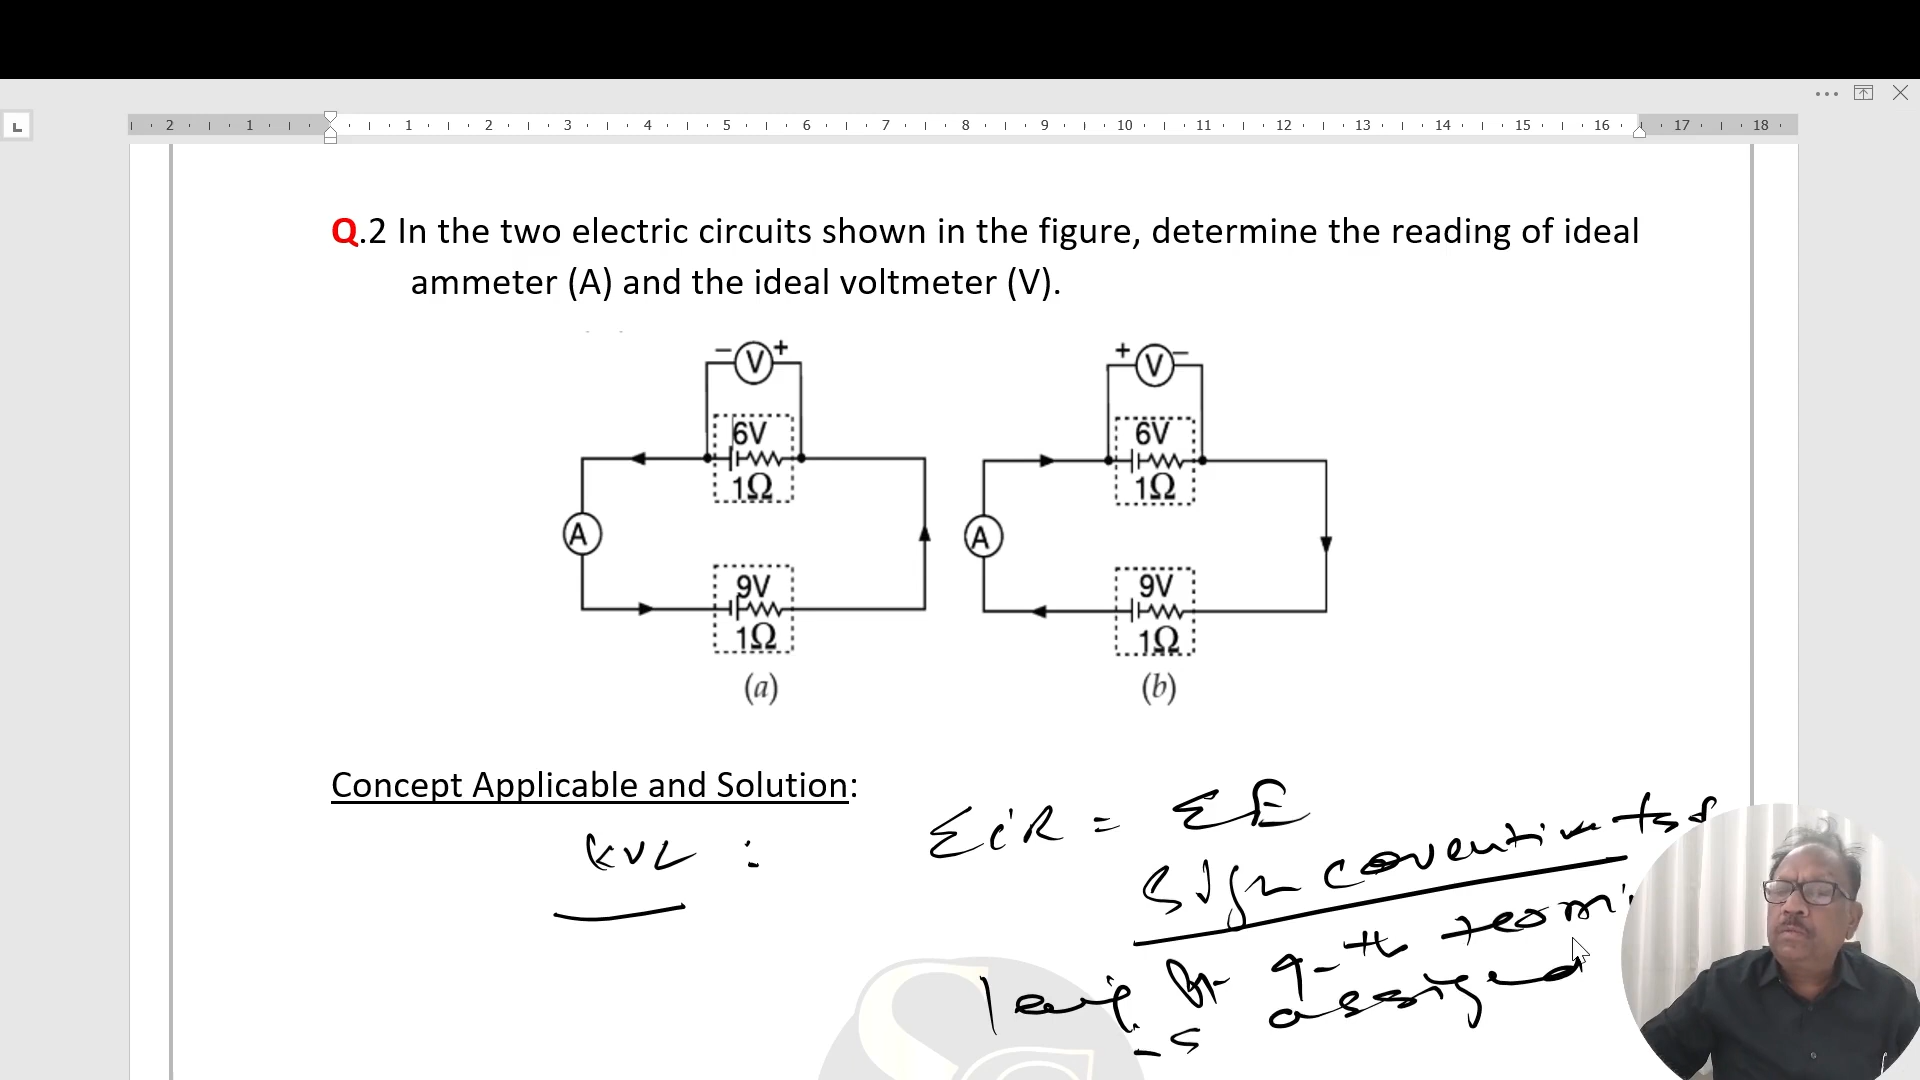 2 1 1 2 3 4 5 6 7 8 9 10 11 12 13 14 15 16 17 18
Q.2 In the two electric circuits shown in the figure, determine the reading of ideal
ammeter (A) and the ideal voltmeter (V).
− V + + V −
6V 6V
1Ω 1Ω
A A
9V 9V
1Ω 1Ω
(a) (b)
Concept Applicable and Solution:
KVL : ΣiR = ΣE
Sign
assigned